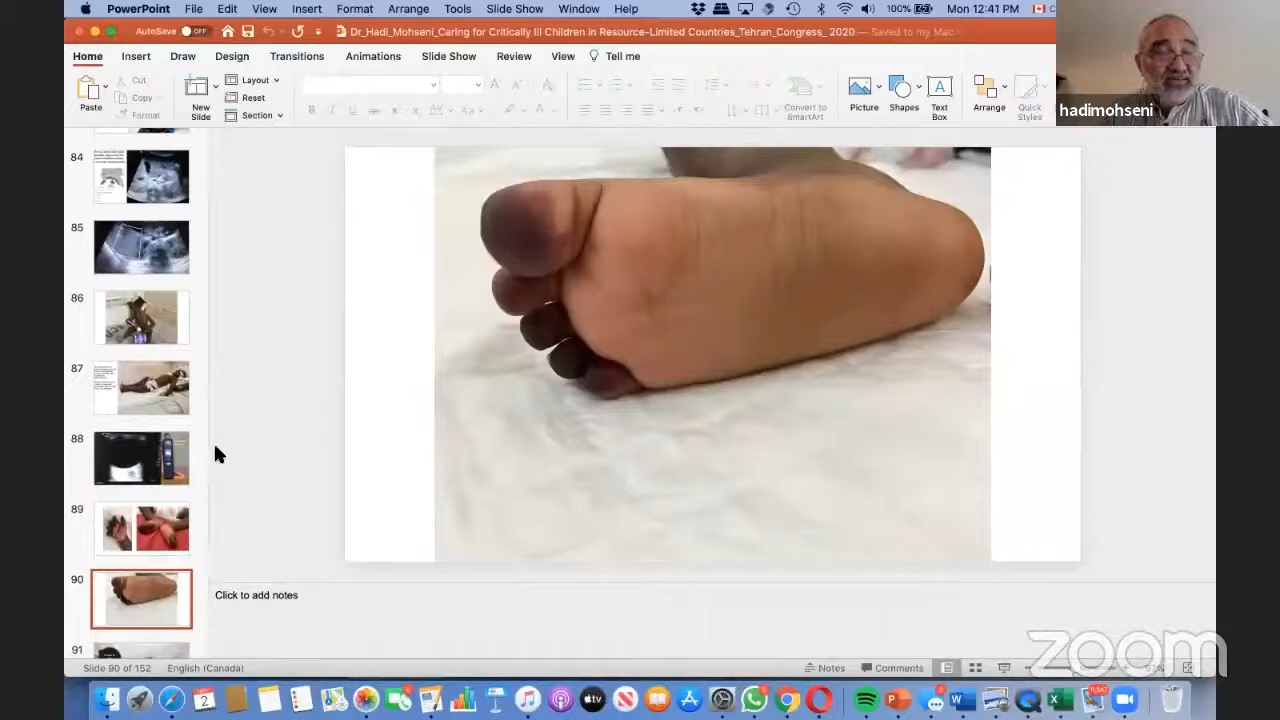 PowerPoint File Edit View Insert Format Arrange Tools Slide Show Window Help 100% Mon 12:41 PM
AutoSave OFF Dr_Hadi_Mohseni_Caring for Critically Ill Children in Resource-Limited Countries_Tehran_Congress_ 2020 — Saved to my Mac
Home Insert Draw Design Transitions Animations Slide Show Review View Tell me
Paste
Cut
Copy
Format
New
Slide
Layout
Reset
Section
Convert to
SmartArt
Picture
Shapes
Text
Box
Arrange
Quick
Styles
hadimohseni
84
85
86
87
88
89
90
91
Click to add notes
zoom
Slide 90 of 152 English (Canada) Notes Comments